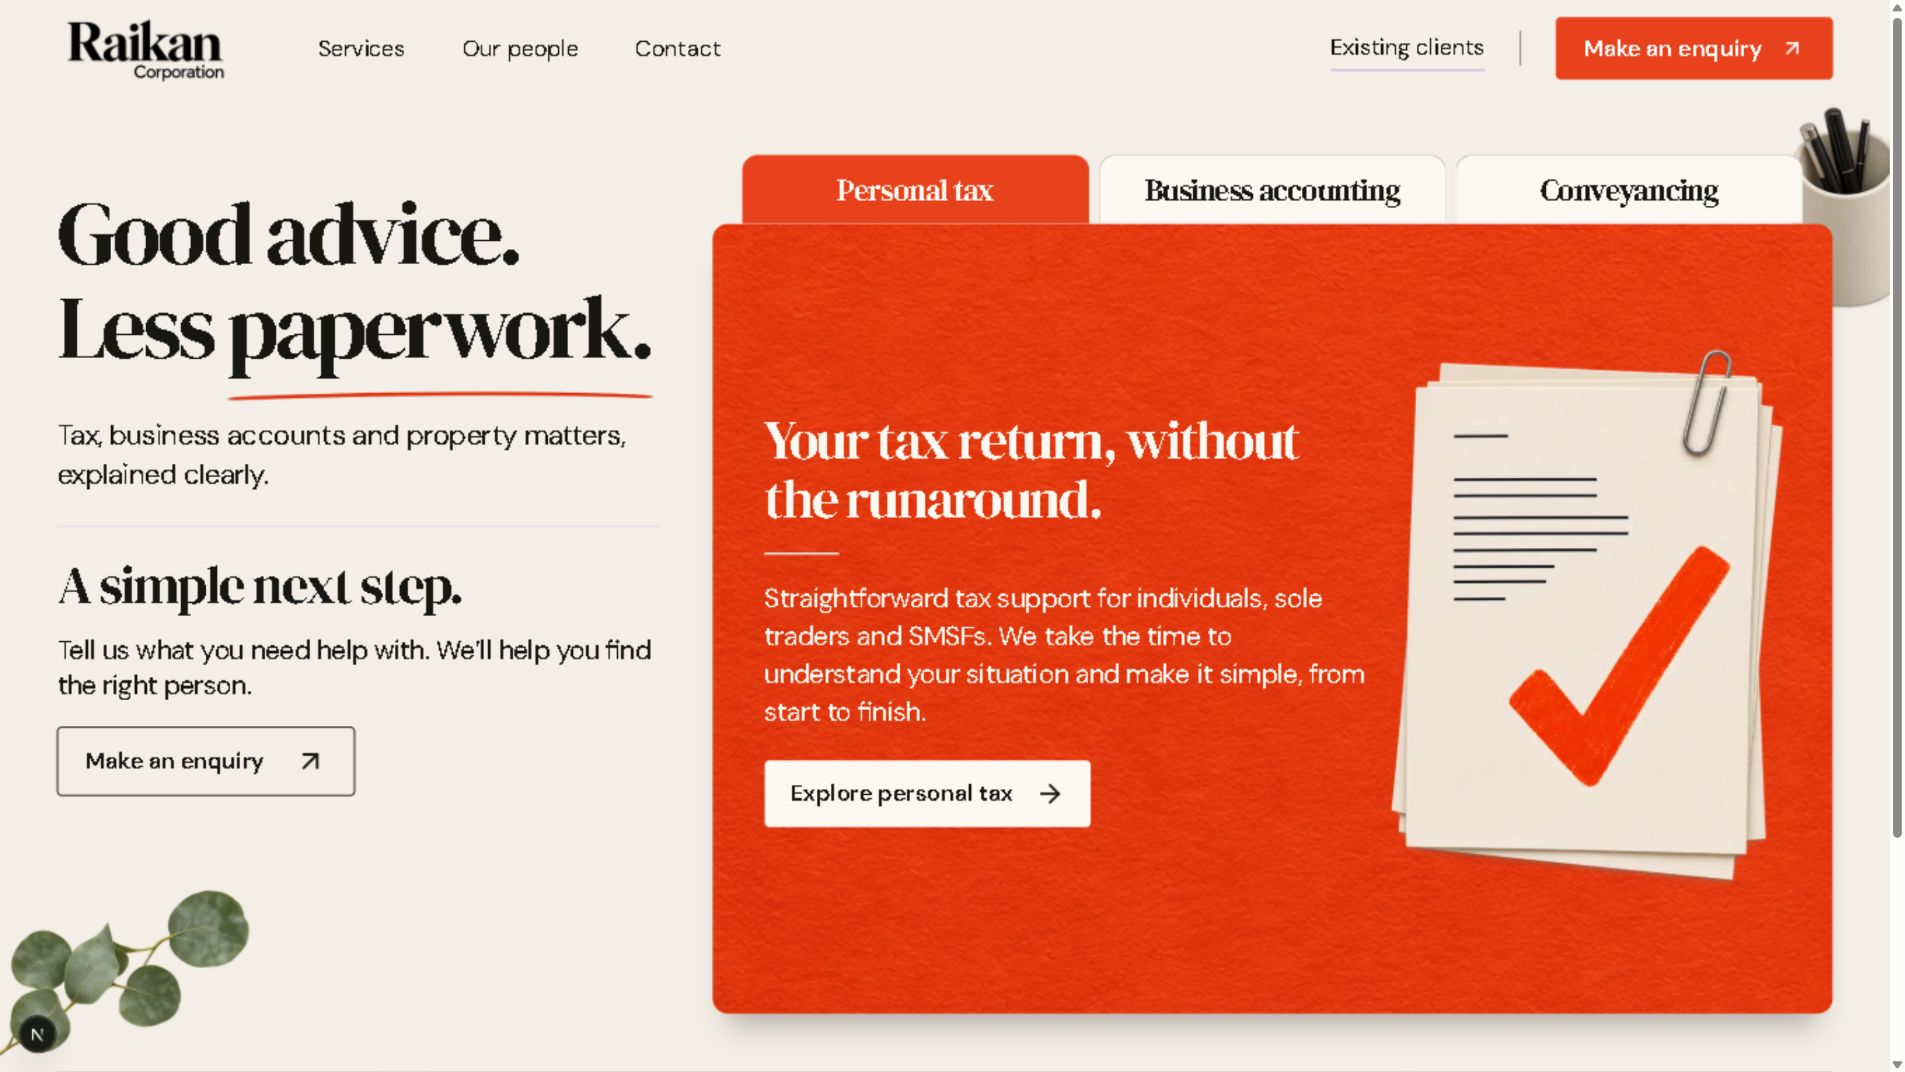 Raikan
Corporation
Services
Our people
Contact
Existing clients
Make an enquiry
Good advice.
Less paperwork.
Tax, business accounts and property matters,
explained clearly.
A simple next step.
Tell us what you need help with. We'll help you find
the right person.
Make an enquiry
Personal tax
Business accounting
Conveyancing
Your tax return, without
the runaround.
Straightforward tax support for individuals, sole
traders and SMSFs. We take the time to
understand your situation and make it simple, from
start to finish.
Explore personal tax
N